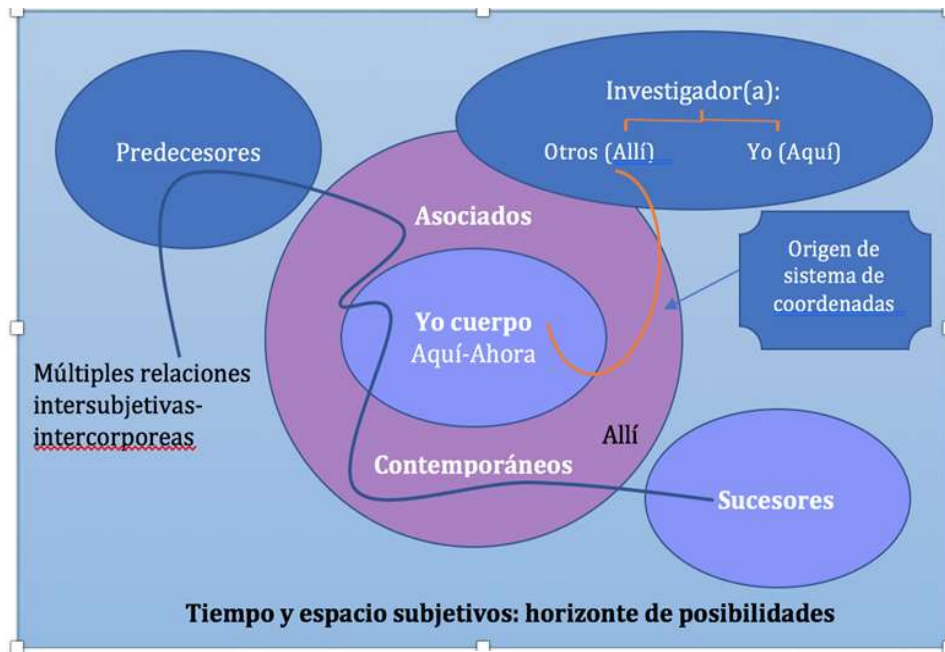 Investigador(a):
Otros (Allí)
Yo (Aquí)
Predecesores
Asociados
Origen de
sistema de
coordenadas
Yo cuerpo
Aquí-Ahora
Múltiples relaciones
intersubjetivas-
intercorporeas
Allí
Contemporáneos
Sucesores
Tiempo y espacio subjetivos: horizonte de posibilidades